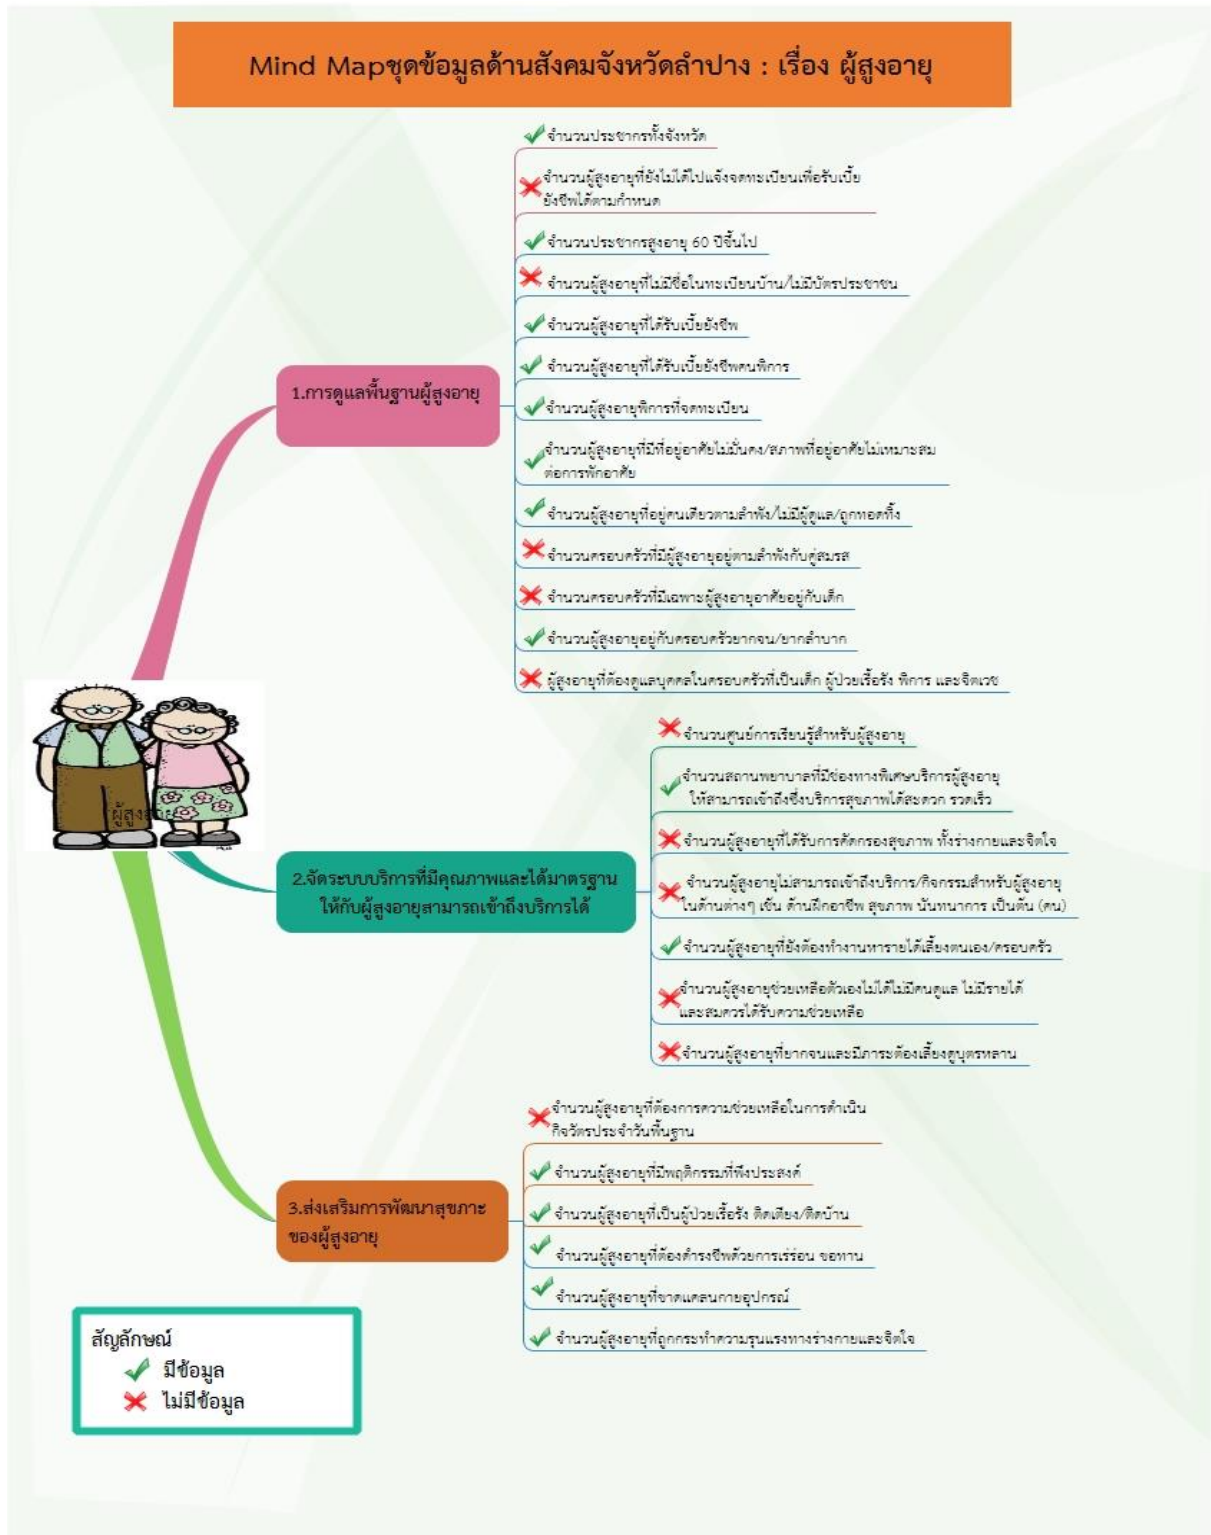 Mind Mapชุดข้อมูลด้านสังคมจังหวัดลำปาง : เรื่อง ผู้สูงอายุ
จำนวนประชากรทั้งจังหวัด
จำนวนผู้สูงอายุที่ยังไม่ได้ไปแจ้งจดทะเบียนเพื่อรับเบี้ย
ยังชีพได้ตามกำหนด
จำนวนประชากรสูงอายุ 60 ปีขึ้นไป
จำนวนผู้สูงอายุที่ไม่มีชื่อในทะเบียนบ้าน/ไม่มีบัตรประชาชน
จำนวนผู้สูงอายุที่ได้รับเบี้ยยังชีพ
จำนวนผู้สูงอายุที่ได้รับเบี้ยยังชีพคนพิการ
1.การดูแลพื้นฐานผู้สูงอายุ
จำนวนผู้สูงอายุพิการที่จดทะเบียน
จำนวนผู้สูงอายุที่มีที่อยู่อาศัยไม่มั่นคง/สภาพที่อยู่อาศัยไม่เหมาะสม
ต่อการพักอาศัย
จำนวนผู้สูงอายุที่อยู่คนเดียวตามลำพัง/ไม่มีผู้ดูแล/ถูกทอดทิ้ง
จำนวนครอบครัวที่มีผู้สูงอายุอยู่ตามลำพังกับคู่สมรส
จำนวนครอบครัวที่มีเฉพาะผู้สูงอายุอาศัยอยู่กับเด็ก
จำนวนผู้สูงอายุอยู่กับครอบครัวยากจน/ยากลำบาก
ผู้สูงอายุที่ต้องดูแลบุคคลในครอบครัวที่เป็นเด็ก ผู้ป่วยเรื้อรัง พิการ และจิตเวช
ผู้สูงอายุ
จำนวนศูนย์การเรียนรู้สำหรับผู้สูงอายุ
จำนวนสถานพยาบาลที่มีช่องทางพิเศษบริการผู้สูงอายุ
ให้สามารถเข้าถึงซึ่งบริการสุขภาพได้สะดวก รวดเร็ว
จำนวนผู้สูงอายุที่ได้รับการคัดกรองสุขภาพ ทั้งร่างกายและจิตใจ
2.จัดระบบบริการที่มีคุณภาพและได้มาตรฐาน
ให้กับผู้สูงอายุสามารถเข้าถึงบริการได้
จำนวนผู้สูงอายุไม่สามารถเข้าถึงบริการ/กิจกรรมสำหรับผู้สูงอายุ
ในด้านต่างๆ เช่น ด้านฝึกอาชีพ สุขภาพ นันทนาการ เป็นต้น (คน)
จำนวนผู้สูงอายุที่ยังต้องทำงานหารายได้เลี้ยงตนเอง/ครอบครัว
จำนวนผู้สูงอายุช่วยเหลือตัวเองไม่ได้ไม่มีคนดูแล ไม่มีรายได้
และสมควรได้รับความช่วยเหลือ
จำนวนผู้สูงอายุที่ยากจนและมีภาระต้องเลี้ยงดูบุตรหลาน
จำนวนผู้สูงอายุที่ต้องการความช่วยเหลือในการดำเนิน
กิจวัตรประจำวันพื้นฐาน
จำนวนผู้สูงอายุที่มีพฤติกรรมที่พึงประสงค์
3.ส่งเสริมการพัฒนาสุขภาะ
ของผู้สูงอายุ
จำนวนผู้สูงอายุที่เป็นผู้ป่วยเรื้อรัง ติดเตียง/ติดบ้าน
จำนวนผู้สูงอายุที่ต้องดำรงชีพด้วยการเร่ร่อน ขอทาน
จำนวนผู้สูงอายุที่ขาดแคลนกายอุปกรณ์
จำนวนผู้สูงอายุที่ถูกกระทำความรุนแรงทางร่างกายและจิตใจ
สัญลักษณ์
มีข้อมูล
ไม่มีข้อมูล